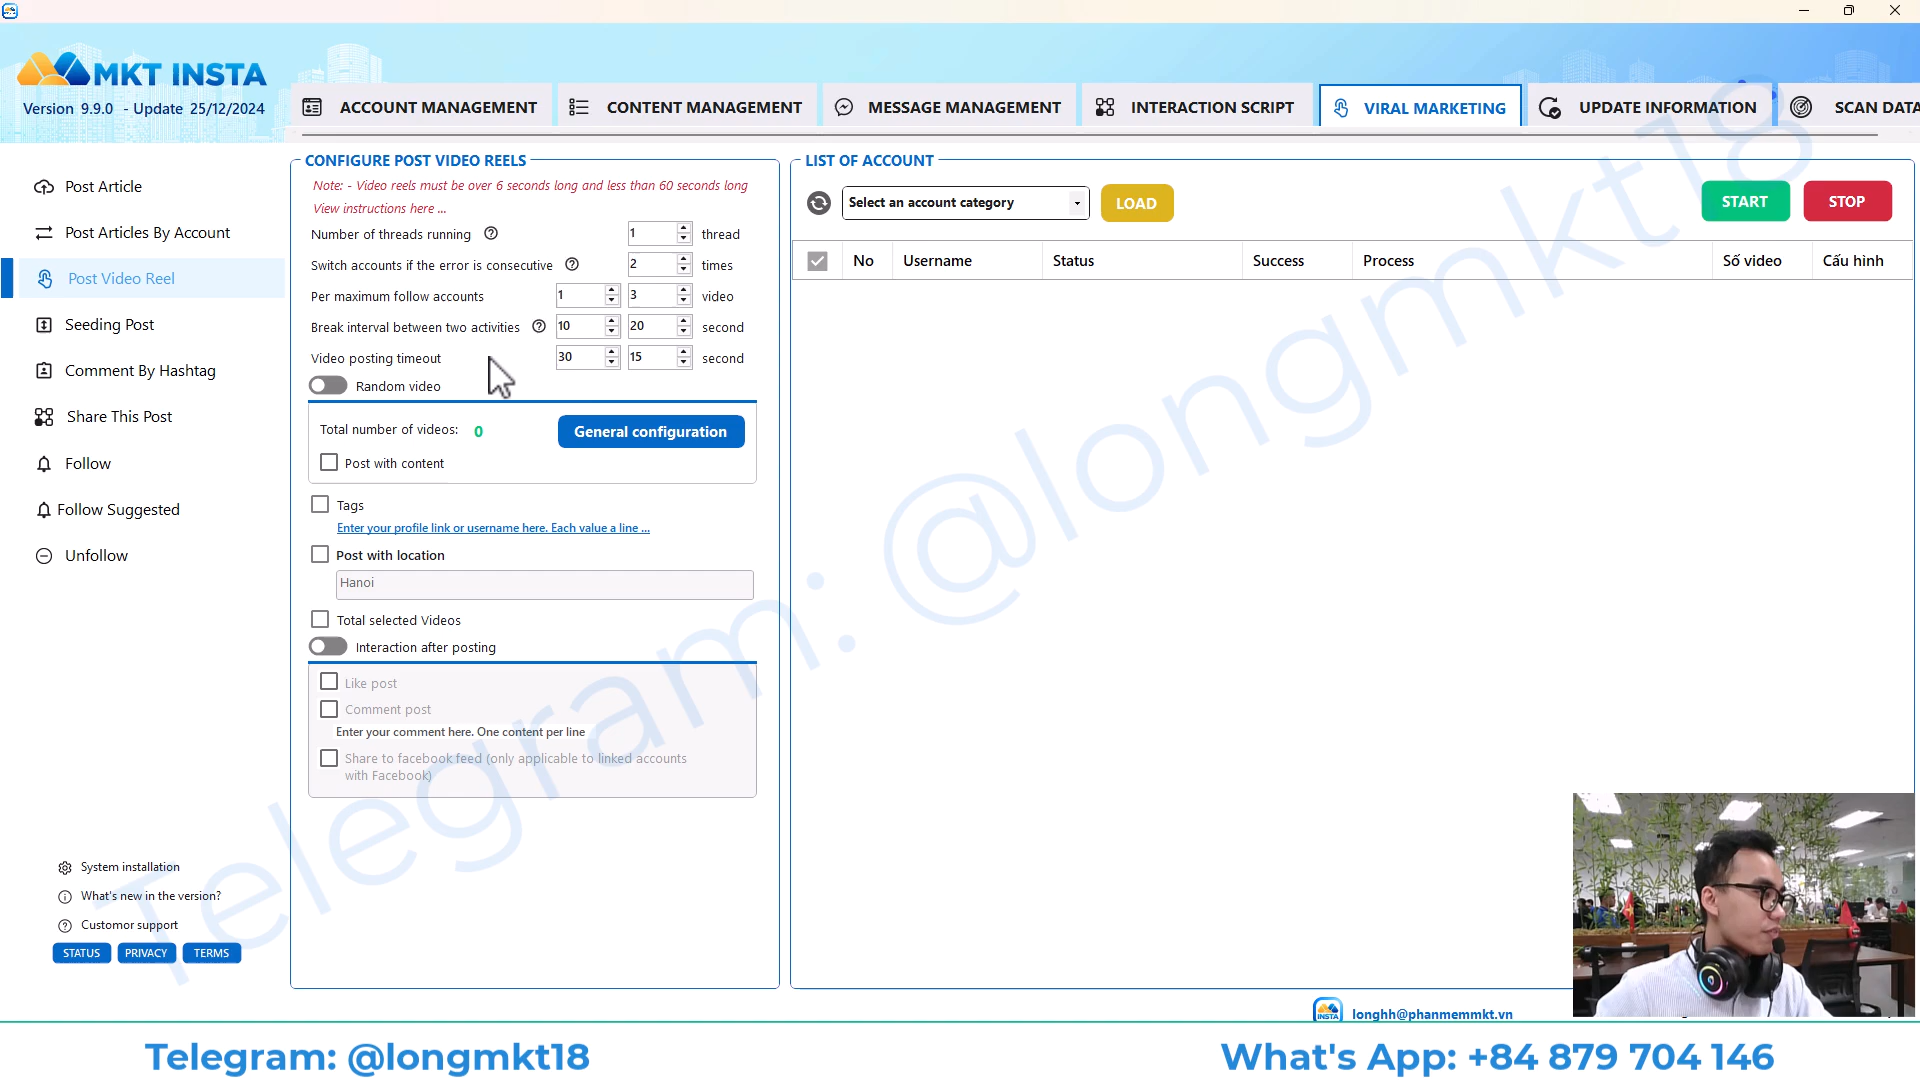 MKT INSTA
Version 9.9.0 - Update 25/12/2024
ACCOUNT MANAGEMENT
CONTENT MANAGEMENT
MESSAGE MANAGEMENT
INTERACTION SCRIPT
VIRAL MARKETING
UPDATE INFORMATION
SCAN DATA
Post Article
Post Articles By Account
Post Video Reel
Seeding Post
Comment By Hashtag
Share This Post
Follow
Follow Suggested
Unfollow
System installation
What's new in the version?
Customor support
STATUS PRIVACY TERMS
CONFIGURE POST VIDEO REELS
Note: - Video reels must be over 6 seconds long and less than 60 seconds long
View instructions here ...
Number of threads running 1 thread
Switch accounts if the error is consecutive 2 times
Per maximum follow accounts 1 3 video
Break interval between two activities 10 20 second
Video posting timeout 30 15 second
Random video
Total number of videos: 0 General configuration
Post with content
Tags
Enter your profile link or username here. Each value a line ...
Post with location
Hanoi
Total selected Videos
Interaction after posting
Like post
Comment post
Enter your comment here. One content per line
Share to facebook feed (only applicable to linked accounts
with Facebook)
LIST OF ACCOUNT
Select an account category LOAD START STOP
No Username Status Success Process Số video Cấu hình
Telegram: @longmkt18
INSTA longhh@phanmemmkt.vn
Telegram: @longmkt18
What's App: +84 879 704 146